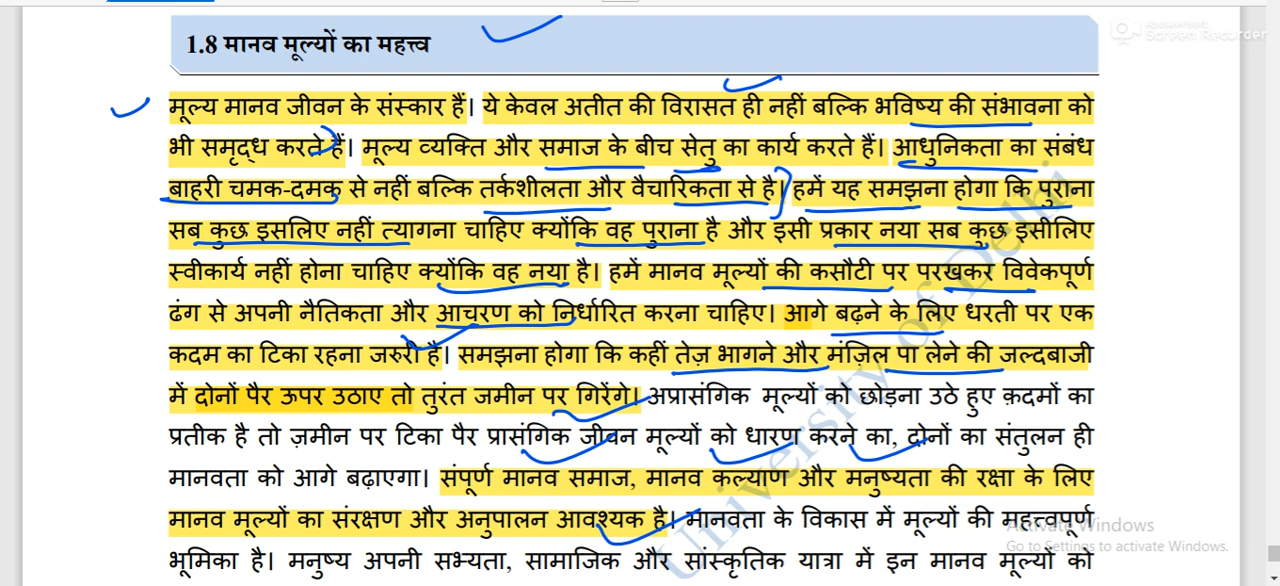 1.8 मानव मूल्यों का महत्त्व
Apowersoft
Screen Recorder
मूल्य मानव जीवन के संस्कार हैं। ये केवल अतीत की विरासत ही नहीं बल्कि भविष्य की संभावना को
भी समृद्ध करते हैं। मूल्य व्यक्ति और समाज के बीच सेतु का कार्य करते हैं। आधुनिकता का संबंध
बाहरी चमक-दमक से नहीं बल्कि तर्कशीलता और वैचारिकता से है। हमें यह समझना होगा कि पुराना
सब कुछ इसलिए नहीं त्यागना चाहिए क्योंकि वह पुराना है और इसी प्रकार नया सब कुछ इसीलिए
स्वीकार्य नहीं होना चाहिए क्योंकि वह नया है। हमें मानव मूल्यों की कसौटी पर परखकर विवेकपूर्ण
ढंग से अपनी नैतिकता और आचरण को निर्धारित करना चाहिए। आगे बढ़ने के लिए धरती पर एक
कदम का टिका रहना जरुरी है। समझना होगा कि कहीं तेज़ भागने और मंज़िल पा लेने की जल्दबाजी
में दोनों पैर ऊपर उठाए तो तुरंत जमीन पर गिरेंगे। अप्रासंगिक मूल्यों को छोड़ना उठे हुए क़दमों का
प्रतीक है तो ज़मीन पर टिका पैर प्रासंगिक जीवन मूल्यों को धारण करने का, दोनों का संतुलन ही
मानवता को आगे बढ़ाएगा। संपूर्ण मानव समाज, मानव कल्याण और मनुष्यता की रक्षा के लिए
मानव मूल्यों का संरक्षण और अनुपालन आवश्यक है। मानवता के विकास में मूल्यों की महत्त्वपूर्ण
भूमिका है। मनुष्य अपनी सभ्यता, सामाजिक और सांस्कृतिक यात्रा में इन मानव मूल्यों को
University of Delhi
Activate Windows
Go to Settings to activate Windows.